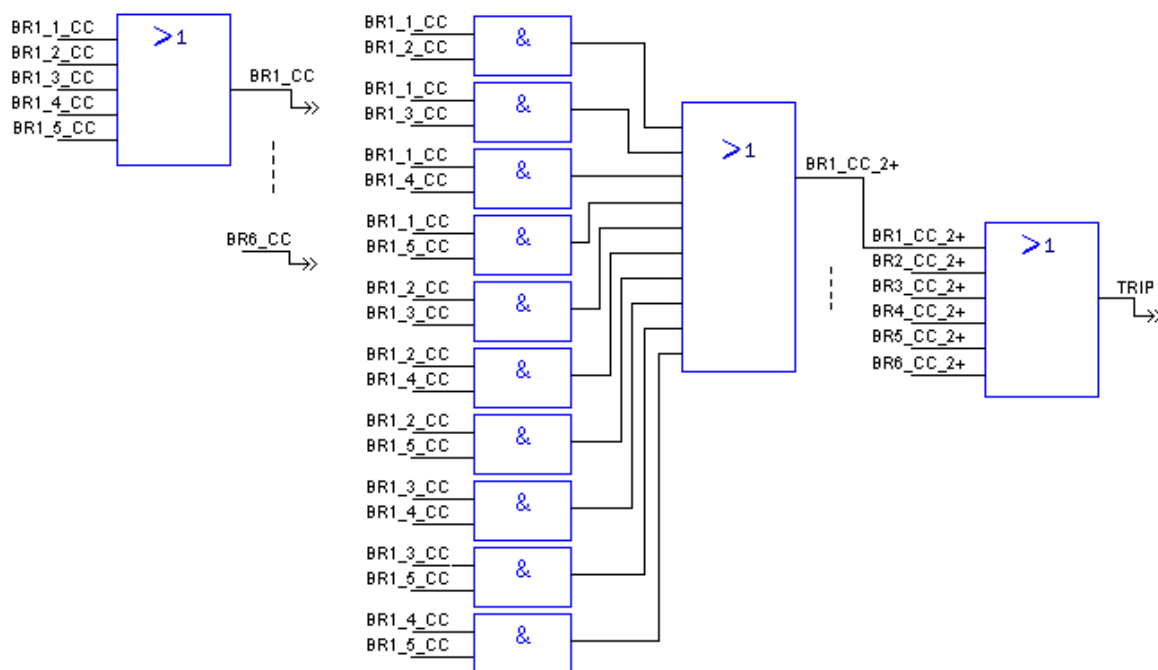 BR1_1_CC
BR1_2_CC
BR1_3_CC
BR1_4_CC
BR1_5_CC
>1
BR1_CC
BR6_CC
BR1_1_CC
BR1_2_CC
&
BR1_1_CC
BR1_3_CC
&
BR1_1_CC
BR1_4_CC
&
BR1_1_CC
BR1_5_CC
&
BR1_2_CC
BR1_3_CC
&
BR1_2_CC
BR1_4_CC
&
BR1_2_CC
BR1_5_CC
&
BR1_3_CC
BR1_4_CC
&
BR1_3_CC
BR1_5_CC
&
BR1_4_CC
BR1_5_CC
&
>1
BR1_CC_2+
BR1_CC_2+
BR2_CC_2+
BR3_CC_2+
BR4_CC_2+
BR5_CC_2+
BR6_CC_2+
>1
TRIP